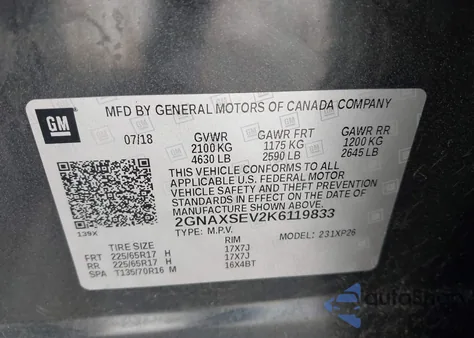 GM
MFD BY GENERAL MOTORS OF CANADA COMPANY
07/18 GVWR GAWR FRT GAWR RR
2100 KG 1175 KG 1200 KG
4630 LB 2590 LB 2645 LB
THIS VEHICLE CONFORMS TO ALL
APPLICABLE U.S. FEDERAL MOTOR
VEHICLE SAFETY AND THEFT PREVENTION
STANDARDS IN EFFECT ON THE DATE OF
MANUFACTURE SHOWN ABOVE.
2GNAXSEV2K6119833
139X TYPE: M.P.V. MODEL: 231XP26
TIRE SIZE RIM
FRT 225/65R17 H 17X7J
RR 225/65R17 H 17X7J
SPA T135/70R16 M 16X4BT